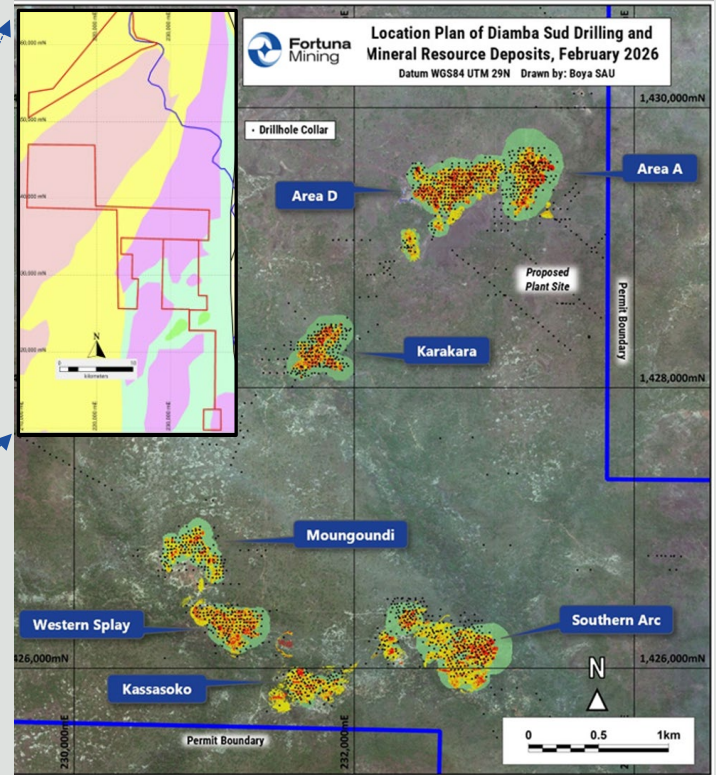 Fortuna
Mining
Location Plan of Diamba Sud Drilling and
Mineral Resource Deposits, February 2026
Datum WGS84 UTM 29N Drawn by: Boya SAU
1,430,000mN
• Drillhole Collar
Area A
Area D
Proposed
Plant Site
Permit Boundary
Karakara
1,428,000mN
N
kilometers
Moungoundi
Western Splay
Southern Arc
426,000mN
1,426,000mN
Kassasoko
N
Permit Boundary
230,000mE
232,000mE
0 0.5 1km